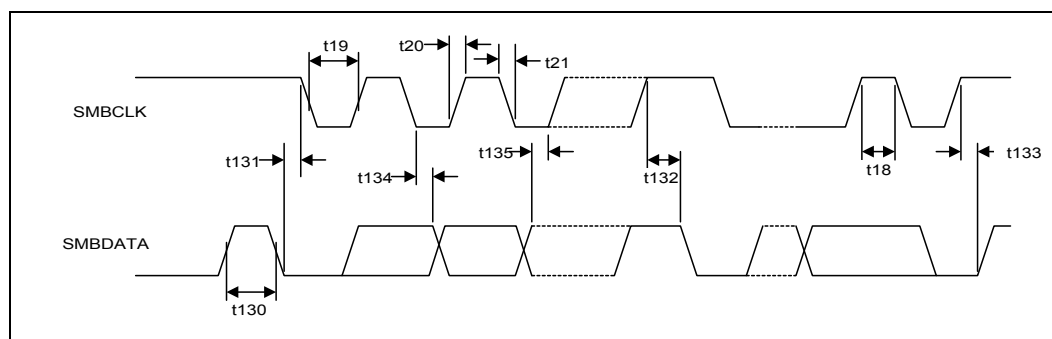 t19
t20
t21
SMBCLK
t131
t134
t135
t132
t18
t133
SMBDATA
t130